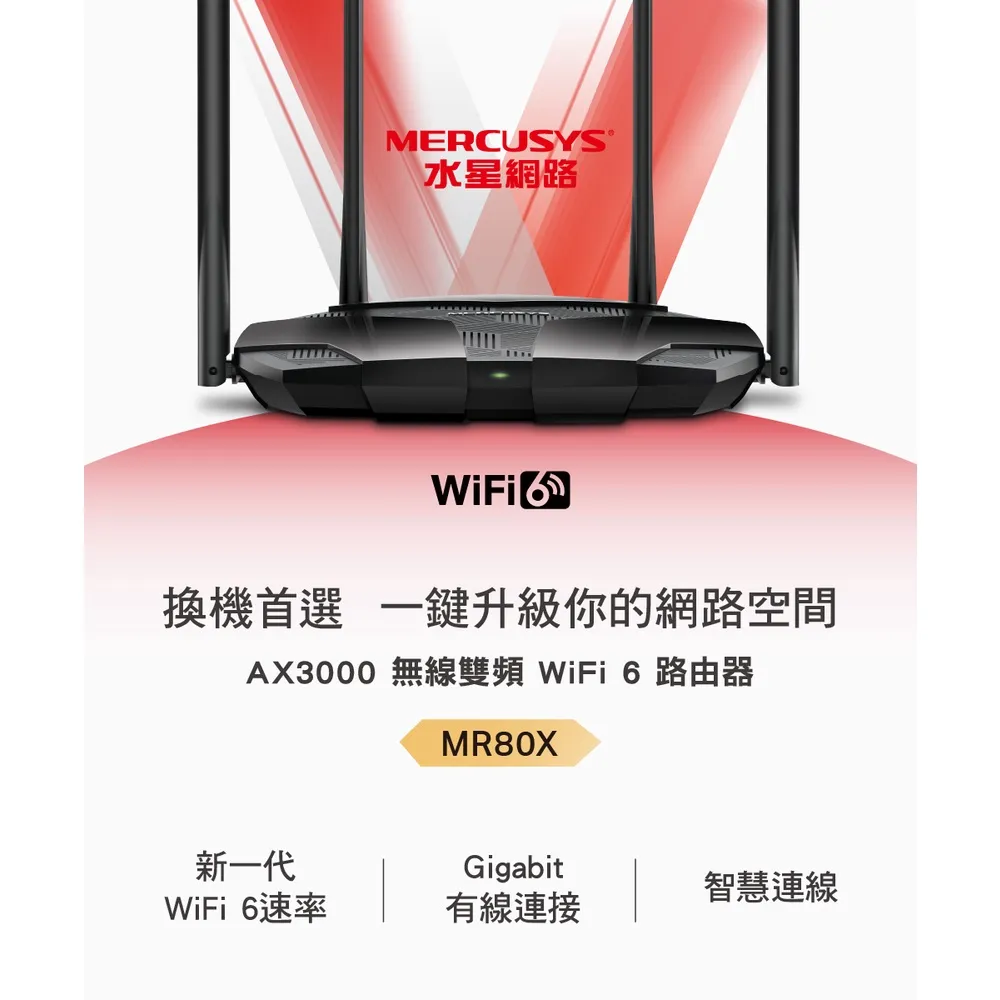 MERCUSYS®
水星網路
WiFi 6
換機首選 一鍵升級你的網路空間
AX3000 無線雙頻 WiFi 6 路由器
MR80X
新一代
WiFi 6速率
Gigabit
有線連接
智慧連線